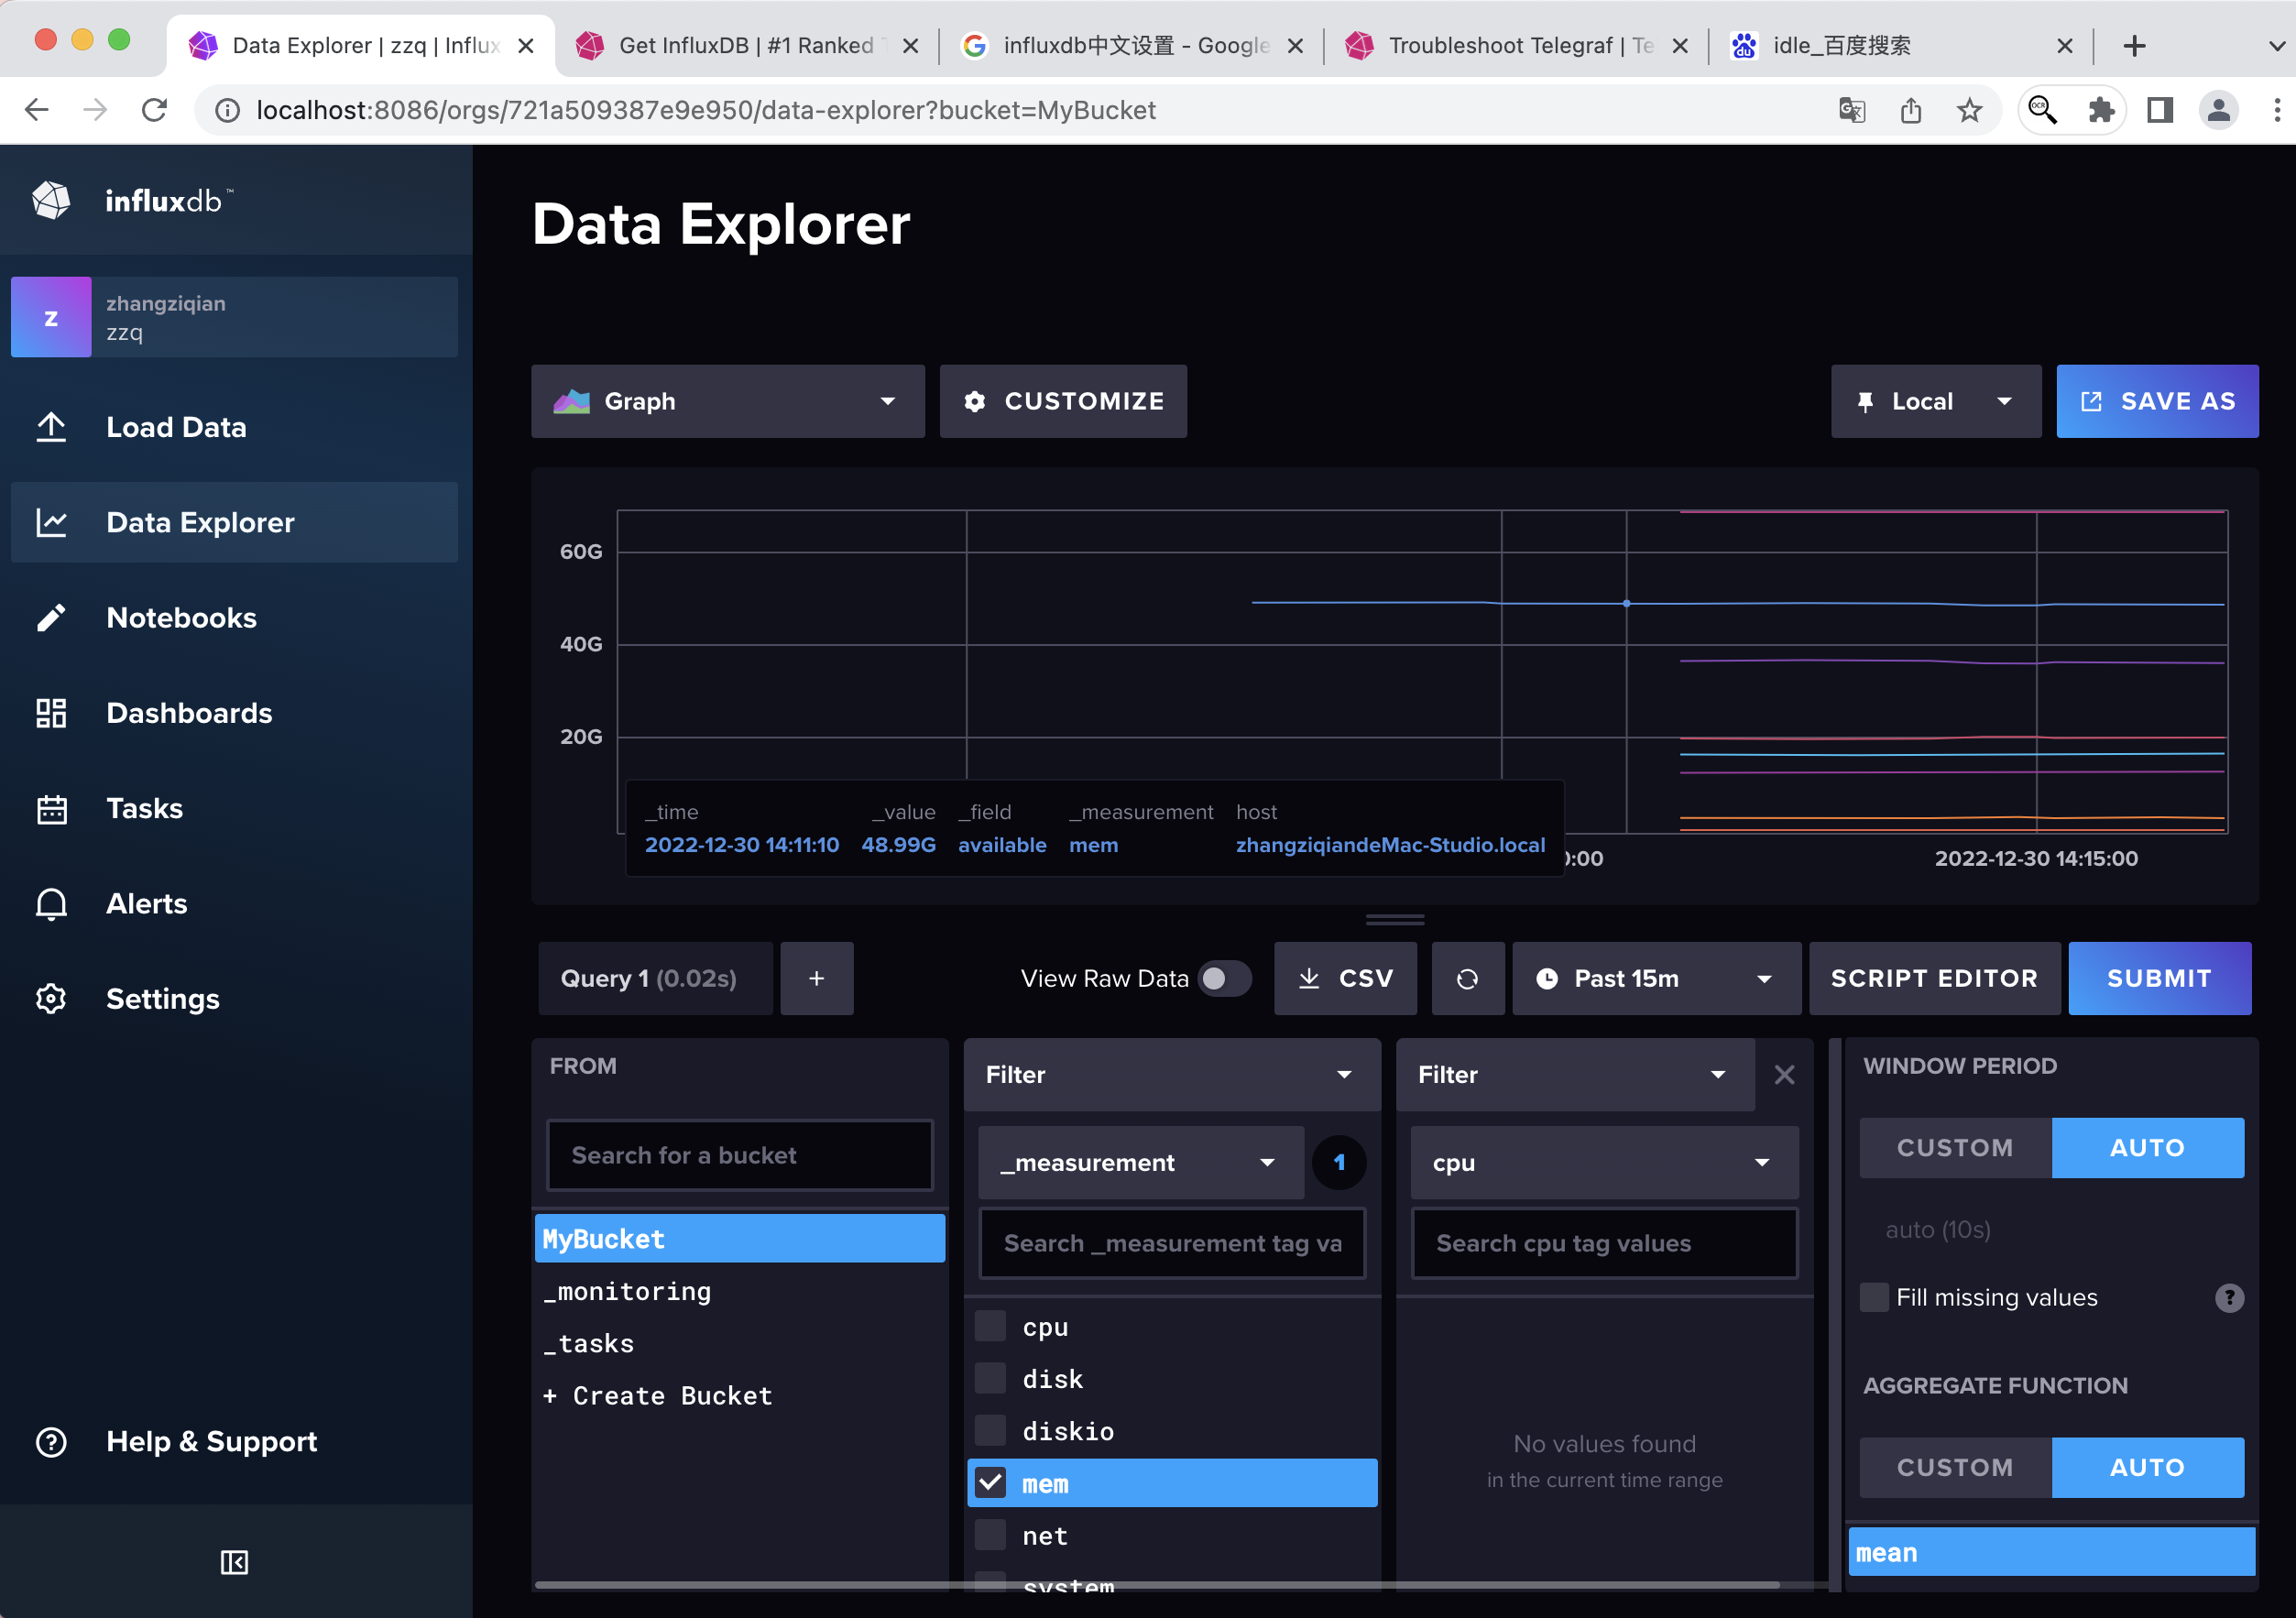 Data Explorer | zzq | Influx
Get InfluxDB | #1 Ranked
influxdb中文设置 - Google
Troubleshoot Telegraf | Te
idle_百度搜索
localhost:8086/orgs/721a509387e9e950/data-explorer?bucket=MyBucket
OCR
influxdb™
z
zhangziqian
zzq
Load Data
Data Explorer
Notebooks
Dashboards
Tasks
Alerts
Settings
Help & Support
Data Explorer
Graph
CUSTOMIZE
Local
SAVE AS
60G
40G
20G
_time _value _field _measurement host
2022-12-30 14:11:10 48.99G available mem zhangziqiandeMac-Studio.local
0:00
2022-12-30 14:15:00
Query 1 (0.02s)
+
View Raw Data
CSV
Past 15m
SCRIPT EDITOR
SUBMIT
FROM
Search for a bucket
MyBucket
_monitoring
_tasks
+ Create Bucket
Filter
_measurement
1
Search _measurement tag va
cpu
disk
diskio
mem
net
system
Filter
cpu
Search cpu tag values
No values found
in the current time range
WINDOW PERIOD
CUSTOM
AUTO
auto (10s)
Fill missing values
?
AGGREGATE FUNCTION
CUSTOM
AUTO
mean